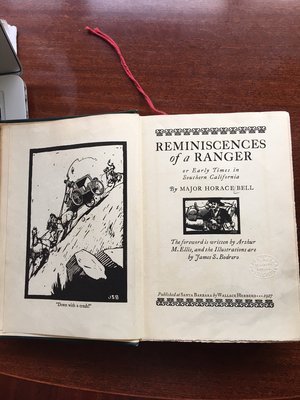 JSB
"Down with a crash!"
REMINISCENCES
of a RANGER
or Early Times in
Southern California
By MAJOR HORACE BELL
The foreword is written by Arthur
M. Ellis, and the Illustrations are
by James S. Bodrero
Published at SANTA BARBARA by WALLACE HEBBERD 1927